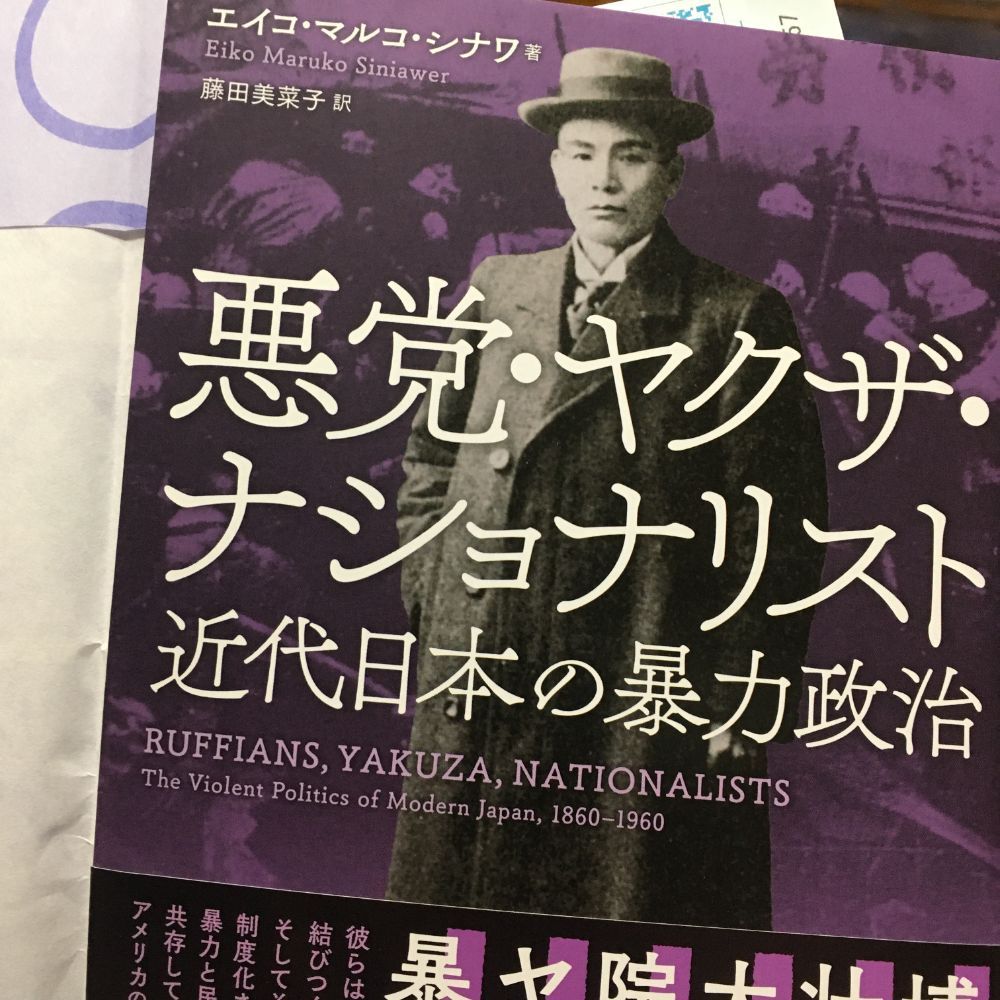 エイコ・マルコ・シナワ 著
Eiko Maruko Siniawer
藤田美菜子 訳
悪党・ヤクザ・
ナショナリスト
近代日本の暴力政治
RUFFIANS, YAKUZA, NATIONALISTS
The Violent Politics of Modern Japan, 1860–1960
彼らは
結びつ
そしてそ
制度化
暴力と民
共存して
アメリカの